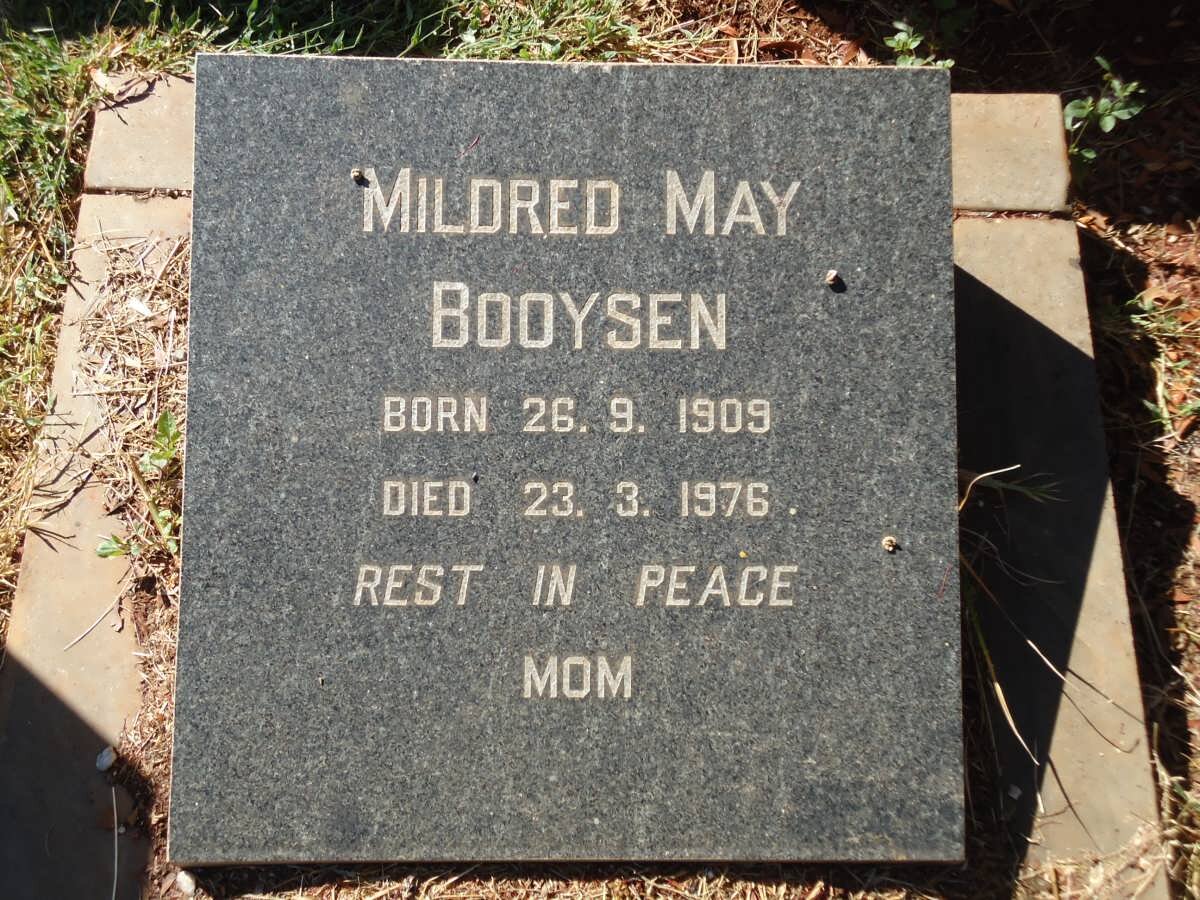 MILDRED MAY
BOOYSEN
BORN 26. 9. 1909
DIED 23. 3. 1976.
REST IN PEACE
MOM